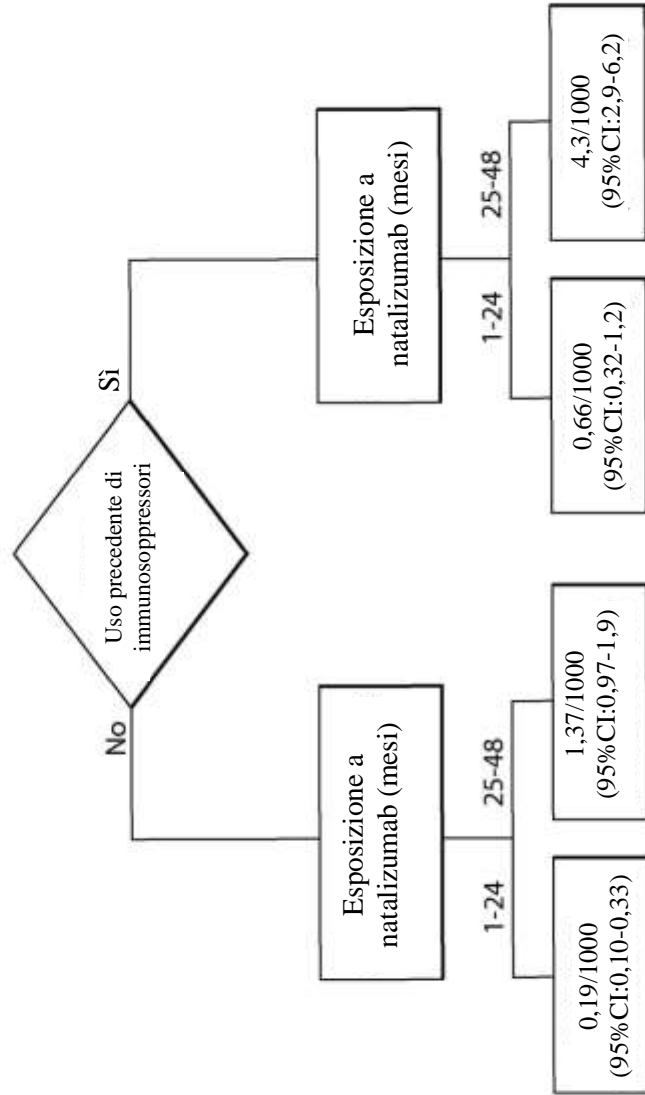 Uso precedente di
immunosoppressori
No
Sì
Esposizione a
natalizumab (mesi)
1-24
25-48
0,19/1000
(95%CI:0,10-0,33)
1,37/1000
(95%CI:0,97-1,9)
Esposizione a
natalizumab (mesi)
1-24
25-48
0,66/1000
(95%CI:0,32-1,2)
4,3/1000
(95%CI:2,9-6,2)